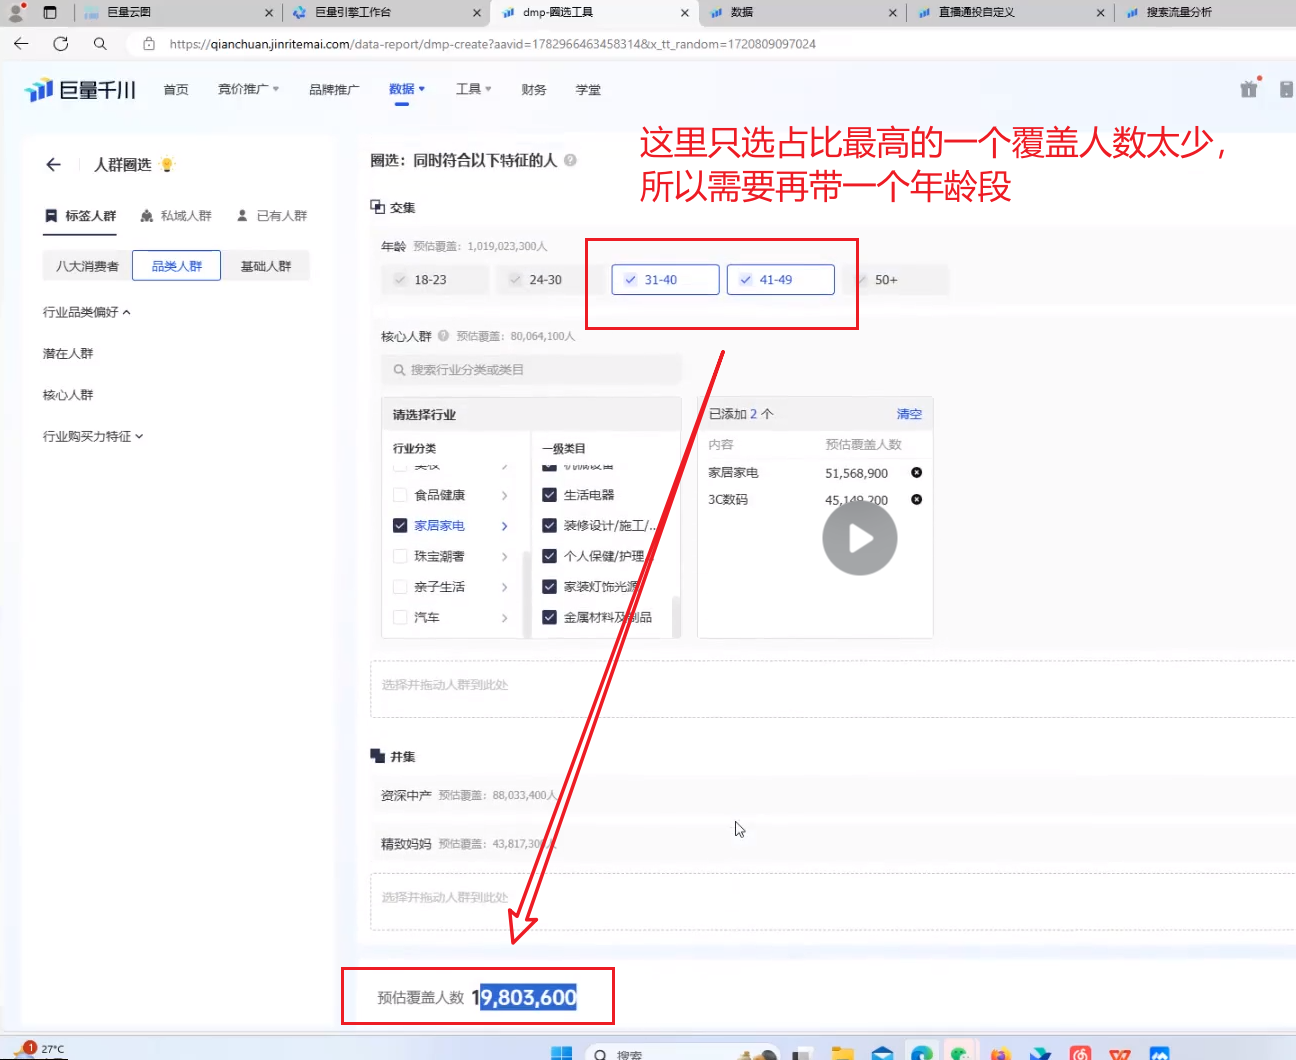 巨量云图
巨量引擎工作台
dmp-圈选工具
数据
直播通投自定义
搜索流量分析
https://qianchuan.jinritemai.com/data-report/dmp-create?aavid=1782966463458314&x_tt_random=1720809097024
巨量千川
首页
竞价推广
品牌推广
数据
工具
财务
学堂
这里只选占比最高的一个覆盖人数太少，
所以需要再带一个年龄段
人群圈选
圈选：同时符合以下特征的人
标签人群
私域人群
已有人群
交集
年龄 预估覆盖：1,019,023,300人
八大消费者
品类人群
基础人群
18-23
24-30
31-40
41-49
50+
行业品类偏好
潜在人群
核心人群
行业购买力特征
核心人群 预估覆盖：80,064,100人
搜索行业分类或类目
请选择行业
行业分类
一级类目
美妆
机械设备
食品健康
生活电器
家居家电
装修设计/施工/...
珠宝潮奢
个人保健/护理
亲子生活
家装灯饰光源
汽车
金属材料及制品
已添加 2 个
清空
内容
预估覆盖人数
家居家电
51,568,900
3C数码
45,149,200
选择并拖动人群到此处
并集
资深中产 预估覆盖：88,033,400人
精致妈妈 预估覆盖：43,817,300人
选择并拖动人群到此处
预估覆盖人数 19,803,600
1
27°C
搜索